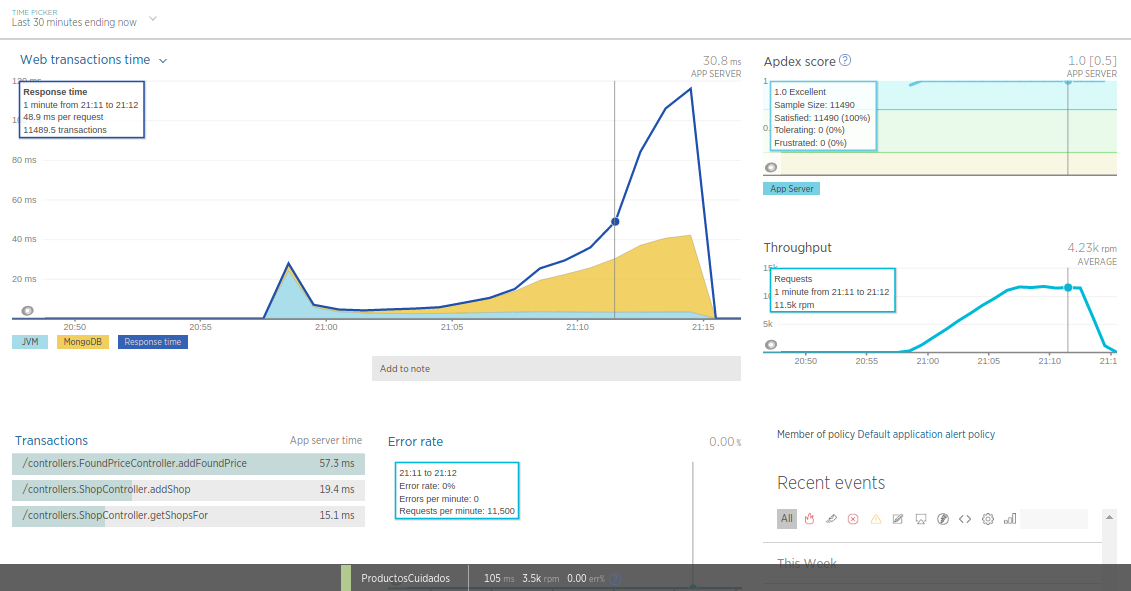 TIME PICKER
Last 30 minutes ending now
Web transactions time
30.8 ms
APP SERVER
120 ms
Response time
1 minute from 21:11 to 21:12
48.9 ms per request
11489.5 transactions
80 ms
60 ms
40 ms
20 ms
20:50 20:55 21:00 21:05 21:10 21:15
JVM MongoDB Response time
Add to note
Apdex score ?
1.0 [0.5]
APP SERVER
1
1.0 Excellent
Sample Size: 11490
Satisfied: 11490 (100%)
Tolerating: 0 (0%)
Frustrated: 0 (0%)
App Server
Throughput
4.23k rpm
AVERAGE
15k
Requests
1 minute from 21:11 to 21:12
11.5k rpm
5k
20:50 20:55 21:00 21:05 21:10 21:1
Transactions App server time
/controllers.FoundPriceController.addFoundPrice 57.3 ms
/controllers.ShopController.addShop 19.4 ms
/controllers.ShopController.getShopsFor 15.1 ms
Error rate
0.00 %
21:11 to 21:12
Error rate: 0%
Errors per minute: 0
Requests per minute: 11,500
Member of policy Default application alert policy
Recent events
All
This Week
ProductosCuidados 105 ms 3.5k rpm 0.00 err% ?